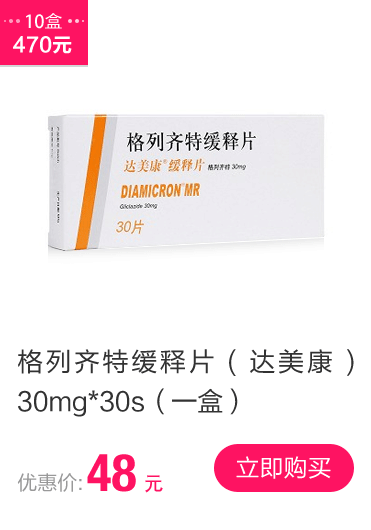 10盒
470元
格列齐特缓释片
达美康®缓释片 格列齐特 30mg
DIAMICRON®MR
Gliclazide 30mg
30片
格列齐特缓释片（达美康）
30mg*30s（一盒）
优惠价: 48 元
立即购买